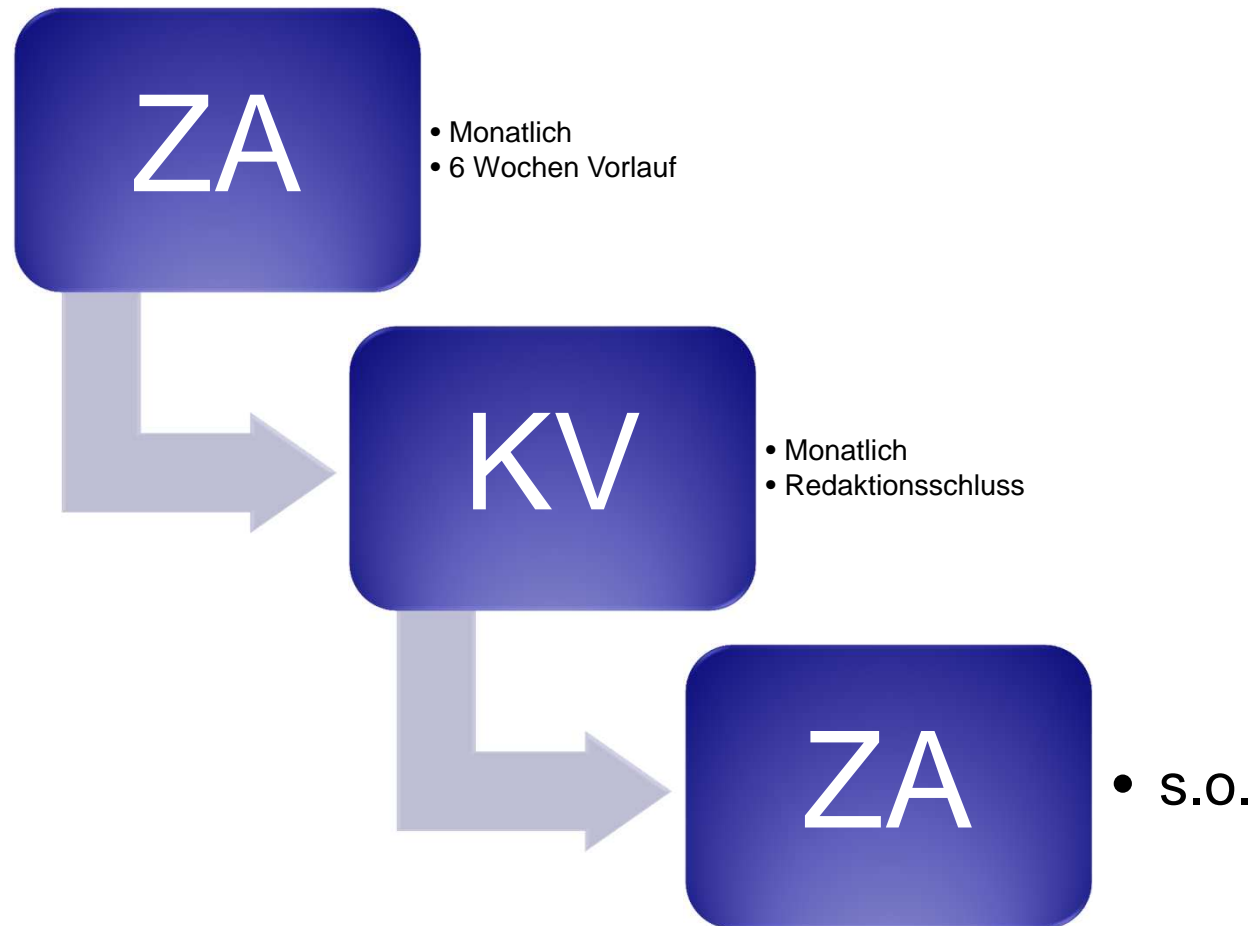 ZA
• Monatlich
• 6 Wochen Vorlauf
KV
• Monatlich
• Redaktionsschluss
ZA
• s.o.